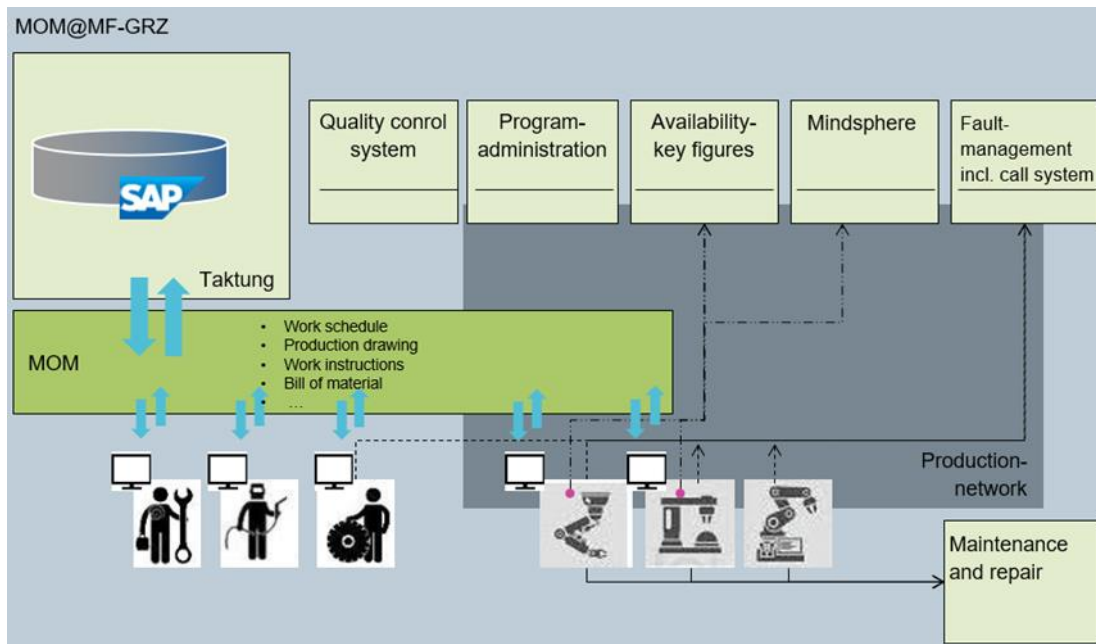 MOM@MF-GRZ
SAP
Taktung
Quality conrol
system
Program-
administration
Availability-
key figures
Mindsphere
Fault-
management
incl. call system
MOM
• Work schedule
• Production drawing
• Work instructions
• Bill of material
• ...
Production-
network
Maintenance
and repair